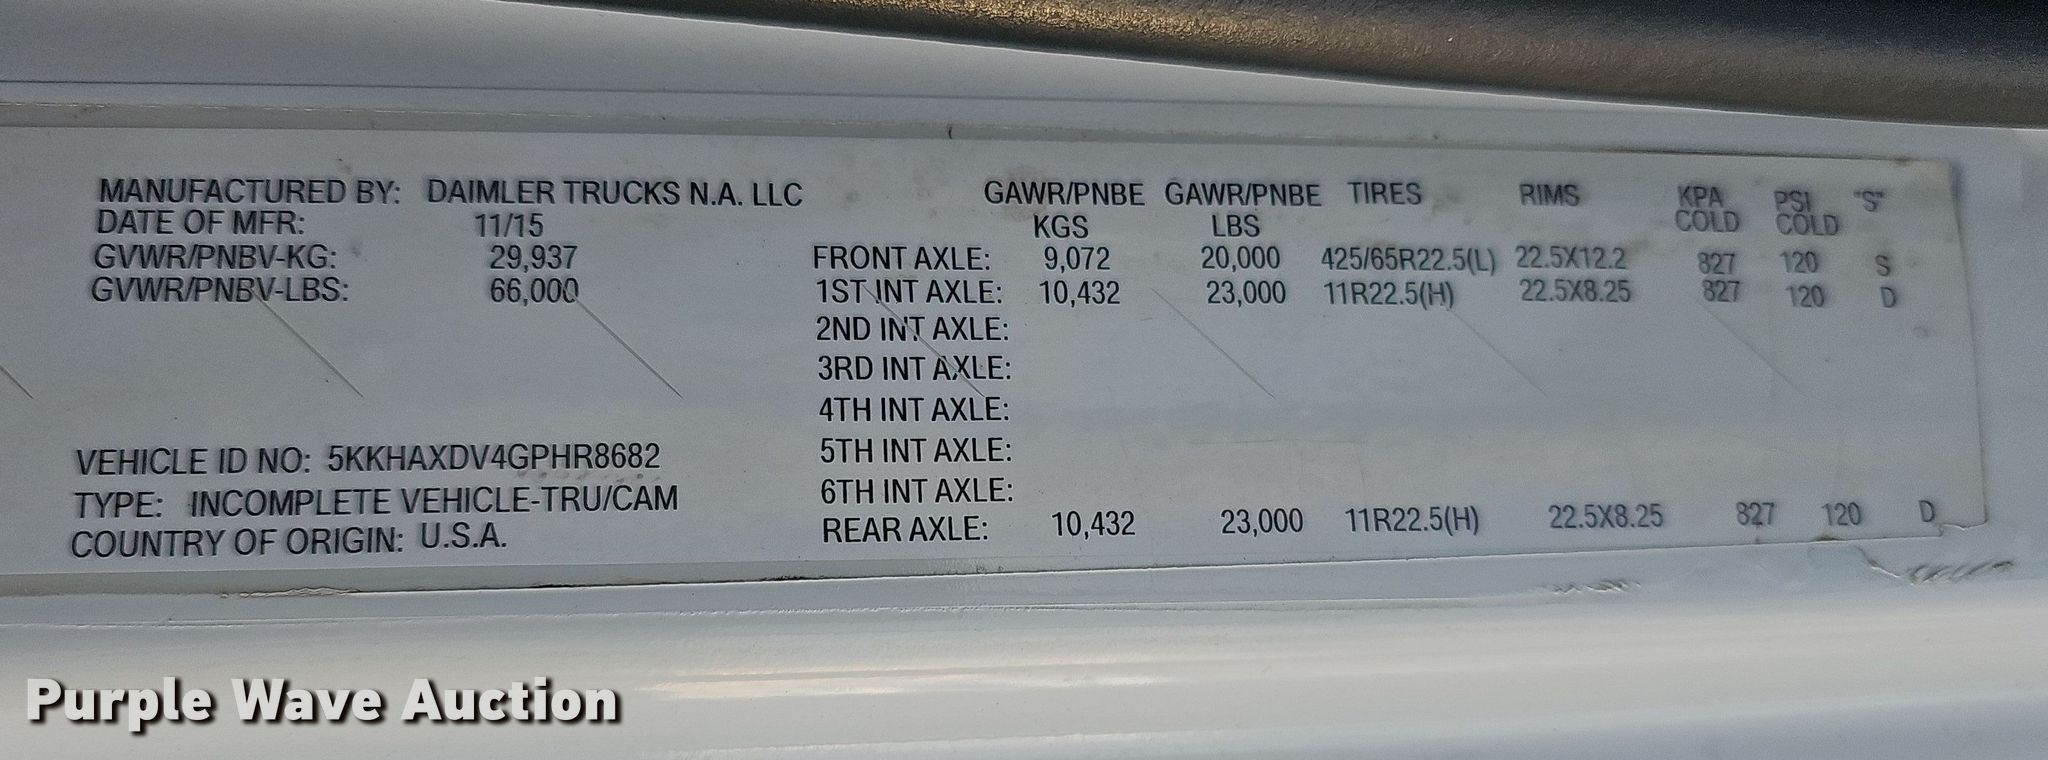 MANUFACTURED BY: DAIMLER TRUCKS N.A. LLC
DATE OF MFR: 11/15
GVWR/PNBV-KG: 29,937
GVWR/PNBV-LBS: 66,000
VEHICLE ID NO: 5KKHAXDV4GPHR8682
TYPE: INCOMPLETE VEHICLE-TRU/CAM
COUNTRY OF ORIGIN: U.S.A.
GAWR/PNBE GAWR/PNBE TIRES RIMS KPA PSI "S"
KGS LBS COLD COLD
FRONT AXLE: 9,072 20,000 425/65R22.5(L) 22.5X12.2 827 120 S
1ST INT AXLE: 10,432 23,000 11R22.5(H) 22.5X8.25 827 120 D
2ND INT AXLE:
3RD INT AXLE:
4TH INT AXLE:
5TH INT AXLE:
6TH INT AXLE:
REAR AXLE: 10,432 23,000 11R22.5(H) 22.5X8.25 827 120 D
Purple Wave Auction